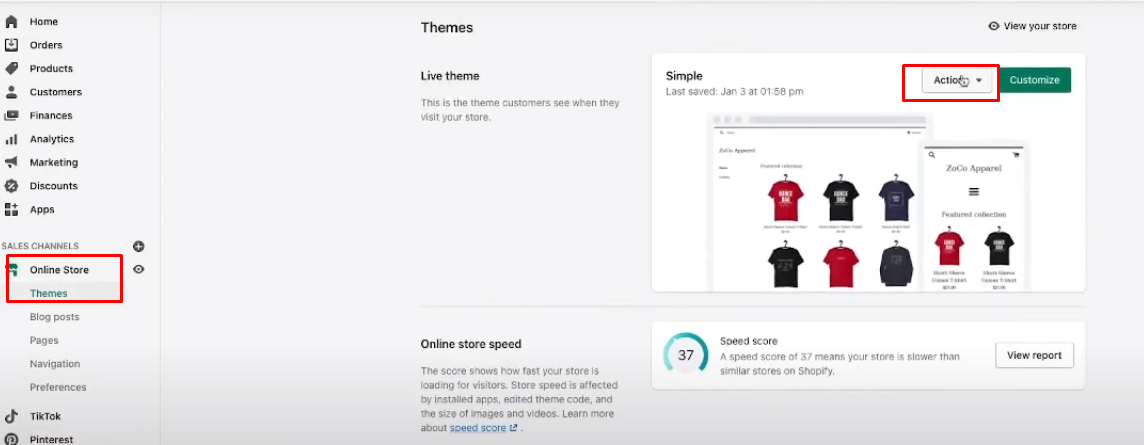 Home
Orders
Products
Customers
Finances
Analytics
Marketing
Discounts
Apps
SALES CHANNELS
Online Store
Themes
Blog posts
Pages
Navigation
Preferences
TikTok
Pinterest
Themes
View your store
Live theme
This is the theme customers see when they
visit your store.
Simple
Last saved: Jan 3 at 01:58 pm
Customize
ZoCo Apparel
Featured collection
ZoCo Apparel
Featured collection
Short-Sleeve
Unisex T-Shirt
Short-Sleeve
Unisex T-Shirt
Online store speed
The score shows how fast your store is
loading for visitors. Store speed is affected
by installed apps, edited theme code, and
the size of images and videos. Learn more
about speed score .
37
Speed score
A speed score of 37 means your store is slower than
similar stores on Shopify.
View report